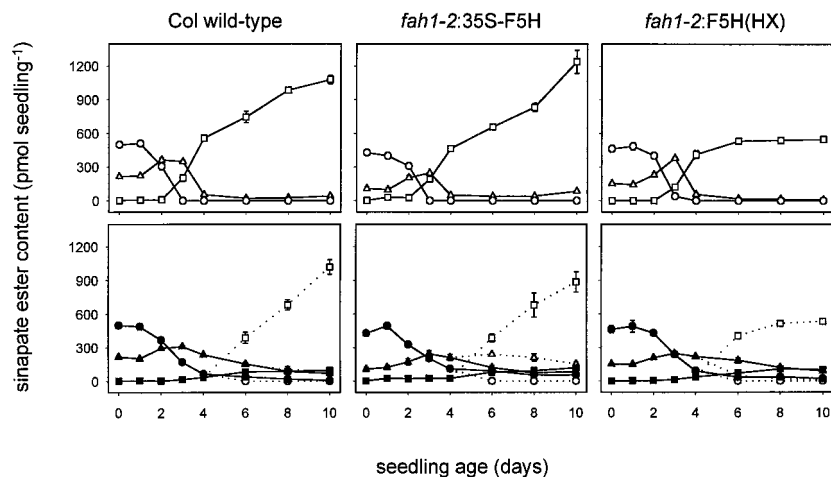 Col wild-type
fah1-2:35S-F5H
fah1-2:F5H(HX)
sinapate ester content (pmol seedling⁻¹)
1200
900
600
300
0
1200
900
600
300
0
0 2 4 6 8 10
0 2 4 6 8 10
0 2 4 6 8 10
seedling age (days)